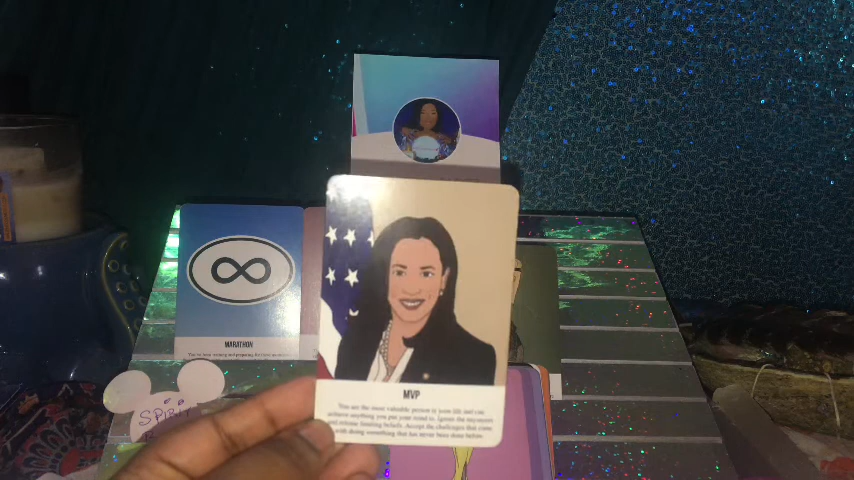 MARATHON
MVP
You are the most valuable person in your life and can
achieve anything you put your mind to. Ignore the naysayers
and release limiting beliefs. Accept the challenges that come
with doing something that has never been done before.
SPIRIT